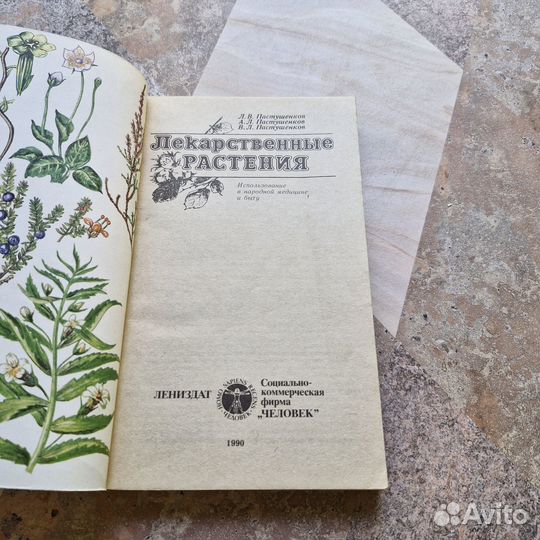 Л. В. Пастушенков
А. Л. Пастушенков
В. Л. Пастушенков
Лекарственные
РАСТЕНИЯ
Использование
в народной медицине
и быту
ЛЕНИЗДАТ
HOMO SAPIENS
ЧЕЛОВЕК
Социально-
коммерческая
фирма
„ЧЕЛОВЕК"
1990
Avito